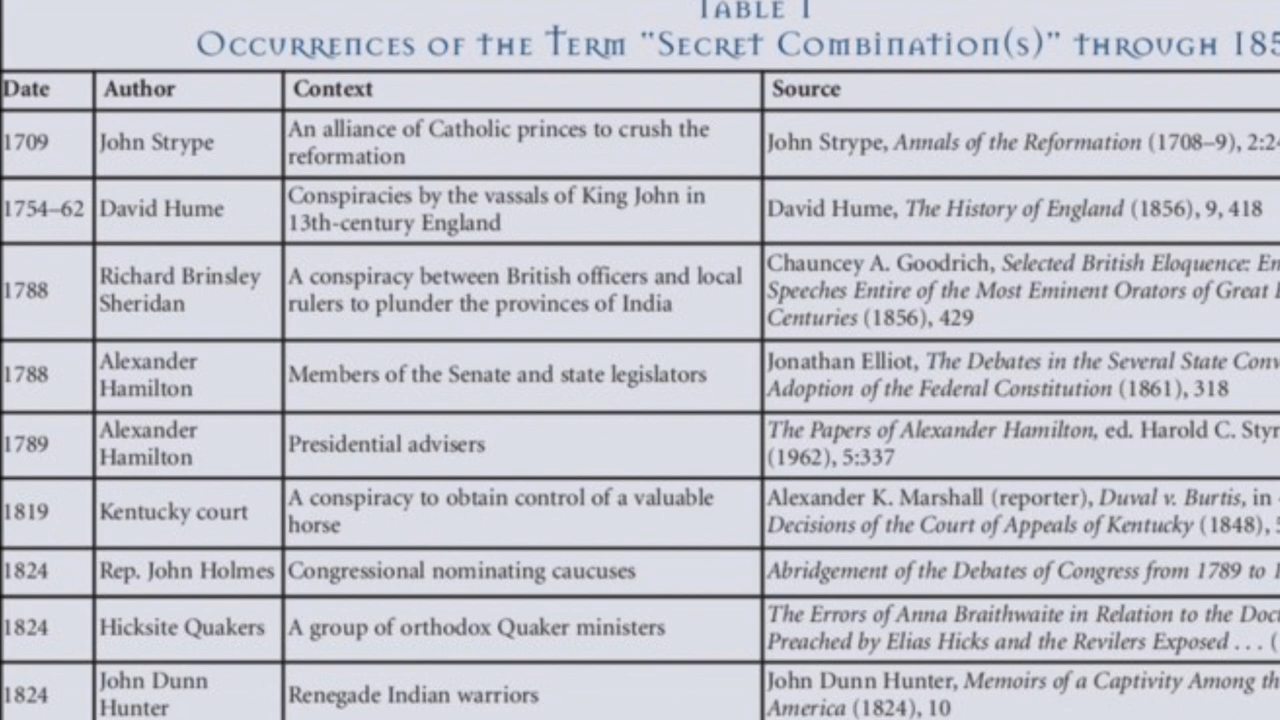 TABLE 1
OCCURRENCES OF THE TERM "SECRET COMBINATION(S)" THROUGH 185
Date Author Context Source
1709 John Strype An alliance of Catholic princes to crush the
reformation John Strype, Annals of the Reformation (1708–9), 2:2
1754–62 David Hume Conspiracies by the vassals of King John in
13th-century England David Hume, The History of England (1856), 9, 418
1788 Richard Brinsley
Sheridan A conspiracy between British officers and local
rulers to plunder the provinces of India Chauncey A. Goodrich, Selected British Eloquence:
Speeches Entire of the Most Eminent Orators of Great
Centuries (1856), 429
1788 Alexander
Hamilton Members of the Senate and state legislators Jonathan Elliot, The Debates in the Several State
Adoption of the Federal Constitution (1861), 318
1789 Alexander
Hamilton Presidential advisers The Papers of Alexander Hamilton, ed. Harold C.
(1962), 5:337
1819 Kentucky court A conspiracy to obtain control of a valuable
horse Alexander K. Marshall (reporter), Duval v. Burtis, in
Decisions of the Court of Appeals of Kentucky (1848),
1824 Rep. John Holmes Congressional nominating caucuses Abridgement of the Debates of Congress from 1789 to
1824 Hicksite Quakers A group of orthodox Quaker ministers The Errors of Anna Braithwaite in Relation to the
Preached by Elias Hicks and the Revilers Exposed . . . (
1824 John Dunn
Hunter Renegade Indian warriors John Dunn Hunter, Memoirs of a Captivity Among
America (1824), 10